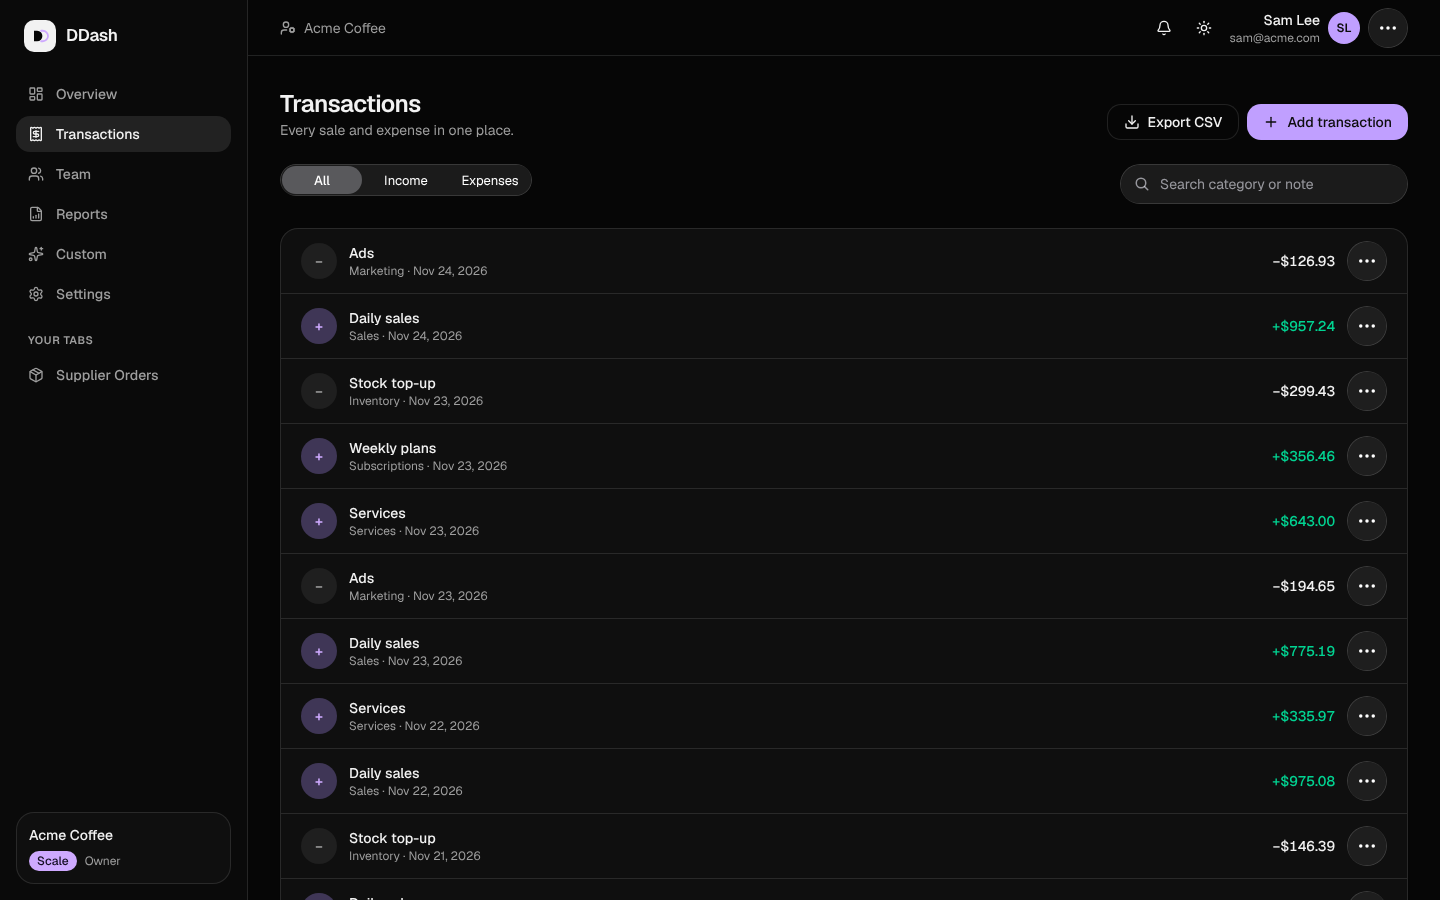 DDash
Overview
Transactions
Team
Reports
Custom
Settings
YOUR TABS
Supplier Orders
Acme Coffee
Scale
Owner
Acme Coffee
Sam Lee
sam@acme.com
SL
Transactions
Every sale and expense in one place.
Export CSV
Add transaction
All
Income
Expenses
Search category or note
Ads
Marketing · Nov 24, 2026
−$126.93
Daily sales
Sales · Nov 24, 2026
+$957.24
Stock top-up
Inventory · Nov 23, 2026
−$299.43
Weekly plans
Subscriptions · Nov 23, 2026
+$356.46
Services
Services · Nov 23, 2026
+$643.00
Ads
Marketing · Nov 23, 2026
−$194.65
Daily sales
Sales · Nov 23, 2026
+$775.19
Services
Services · Nov 22, 2026
+$335.97
Daily sales
Sales · Nov 22, 2026
+$975.08
Stock top-up
Inventory · Nov 21, 2026
−$146.39